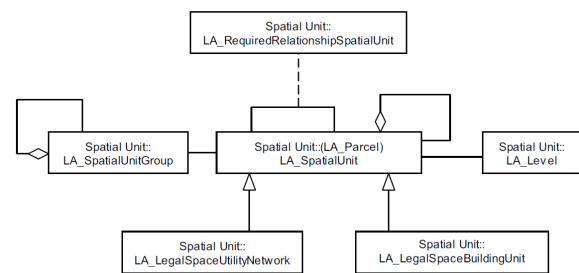 Spatial Unit::
LA_RequiredRelationshipSpatialUnit
Spatial Unit::
LA_SpatialUnitGroup
Spatial Unit::(LA_Parcel)
LA_SpatialUnit
Spatial Unit::
LA_Level
Spatial Unit::
LA_LegalSpaceUtilityNetwork
Spatial Unit::
LA_LegalSpaceBuildingUnit